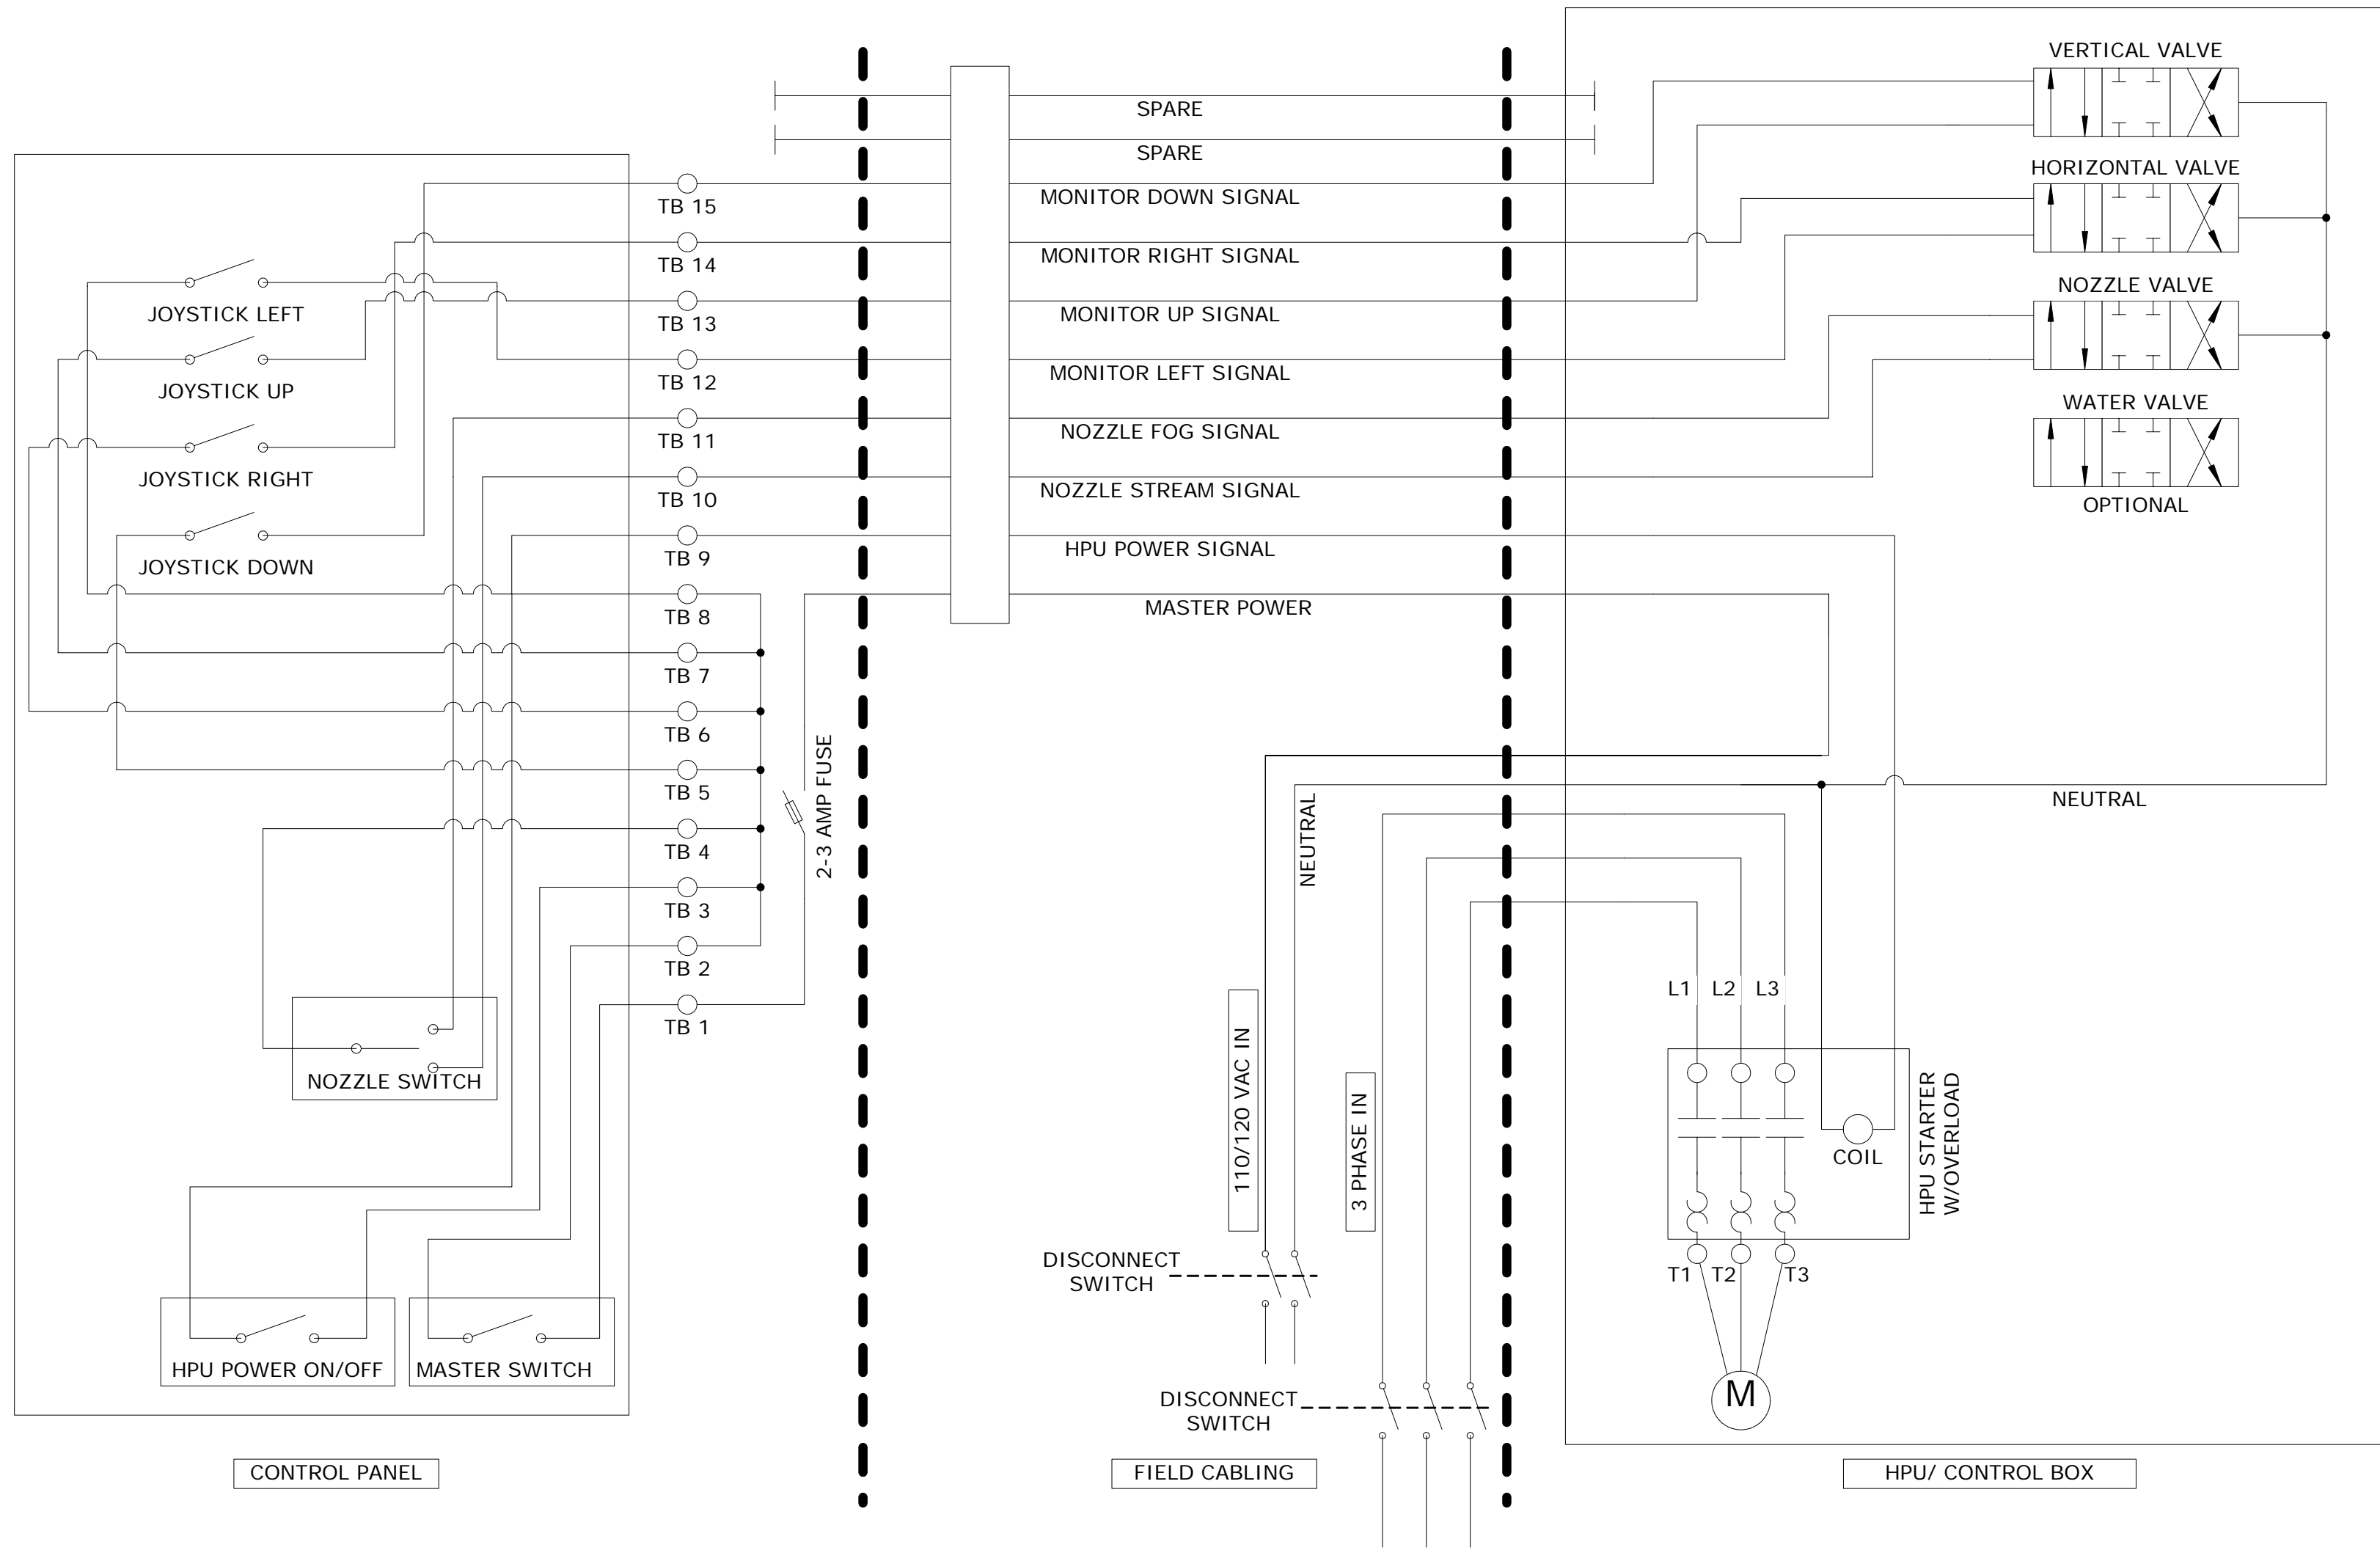 VERTICAL VALVE
SPARE
SPARE
HORIZONTAL VALVE
MONITOR DOWN SIGNAL
TB 15
MONITOR RIGHT SIGNAL
TB 14
NOZZLE VALVE
JOYSTICK LEFT
MONITOR UP SIGNAL
TB 13
MONITOR LEFT SIGNAL
TB 12
JOYSTICK UP
WATER VALVE
NOZZLE FOG SIGNAL
TB 11
JOYSTICK RIGHT
NOZZLE STREAM SIGNAL
TB 10
OPTIONAL
HPU POWER SIGNAL
TB 9
JOYSTICK DOWN
MASTER POWER
TB 8
TB 7
TB 6
TB 5
2-3 AMP FUSE
NEUTRAL
NEUTRAL
TB 4
TB 3
TB 2
L1
L2
L3
TB 1
NOZZLE SWITCH
110/120 VAC IN
3 PHASE IN
HPU STARTER
W/OVERLOAD
COIL
DISCONNECT
SWITCH
T1
T2
T3
HPU POWER ON/OFF
MASTER SWITCH
DISCONNECT
SWITCH
M
CONTROL PANEL
FIELD CABLING
HPU/ CONTROL BOX